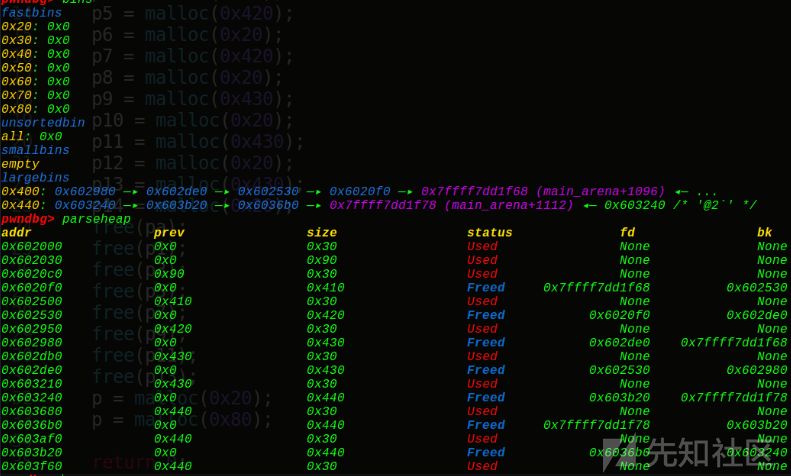 pwndbg> bins
fastbins
0x20: 0x0
0x30: 0x0
0x40: 0x0
0x50: 0x0
0x60: 0x0
0x70: 0x0
0x80: 0x0
unsortedbin
all: 0x0
smallbins
empty
largebins
0x400: 0x602980 —▸ 0x602de0 —▸ 0x602530 —▸ 0x6020f0 —▸ 0x7ffff7dd1f68 (main_arena+1096) ◂— ...
0x440: 0x603240 —▸ 0x603b20 —▸ 0x6036b0 —▸ 0x7ffff7dd1f78 (main_arena+1112) ◂— 0x603240 /* '@2`' */
pwndbg> parseheap
addr prev size status fd bk
0x602000 0x0 0x30 Used None None
0x602030 0x0 0x90 Used None None
0x6020c0 0x90 0x30 Used None None
0x6020f0 0x0 0x410 Freed 0x7ffff7dd1f68 0x602530
0x602500 0x410 0x30 Used None None
0x602530 0x0 0x420 Freed 0x6020f0 0x602de0
0x602950 0x420 0x30 Used None None
0x602980 0x0 0x430 Freed 0x602de0 0x7ffff7dd1f68
0x602db0 0x430 0x30 Used None None
0x602de0 0x0 0x430 Freed 0x602530 0x602980
0x603210 0x430 0x30 Used None None
0x603240 0x0 0x440 Freed 0x603b20 0x7ffff7dd1f78
0x603680 0x440 0x30 Used None None
0x6036b0 0x0 0x440 Freed 0x7ffff7dd1f78 0x603b20
0x603af0 0x440 0x30 Used None None
0x603b20 0x0 0x440 Freed 0x6036b0 0x603240
0x603f60 0x440 0x30 Used None None
p5 = malloc(0x420);
p6 = malloc(0x20);
p7 = malloc(0x420);
p8 = malloc(0x20);
p9 = malloc(0x430);
p10 = malloc(0x20);
p11 = malloc(0x430);
p12 = malloc(0x20);
p13 = malloc(0x430);
p = malloc(0x20);
p = malloc(0x80);
return
先知社区